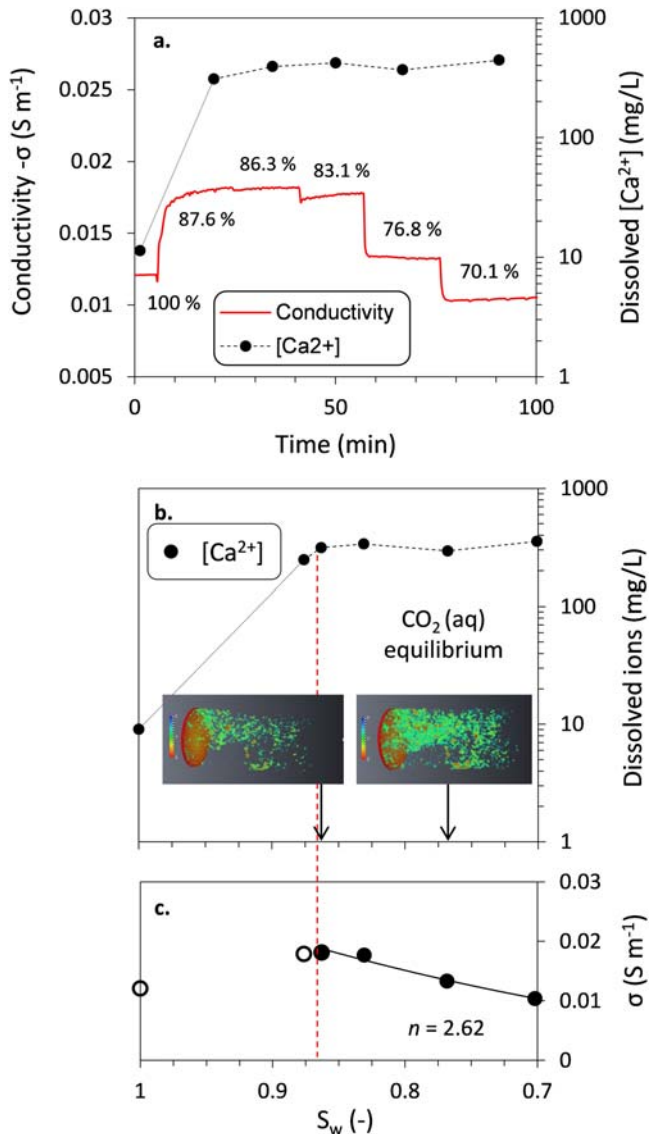 a.
0.03
0.025
0.02
0.015
0.01
0.005
Conductivity -σ (S m⁻¹)
1000
100
10
1
Dissolved [Ca²⁺] (mg/L)
86.3 %
83.1 %
87.6 %
76.8 %
70.1 %
100 %
Conductivity
[Ca2+]
0
50
100
Time (min)
b.
[Ca²⁺]
CO₂ (aq)
equilibrium
1000
100
10
1
Dissolved ions (mg/L)
c.
n = 2.62
0.03
0.02
0.01
0
σ (S m⁻¹)
1
0.9
0.8
0.7
S_w (-)